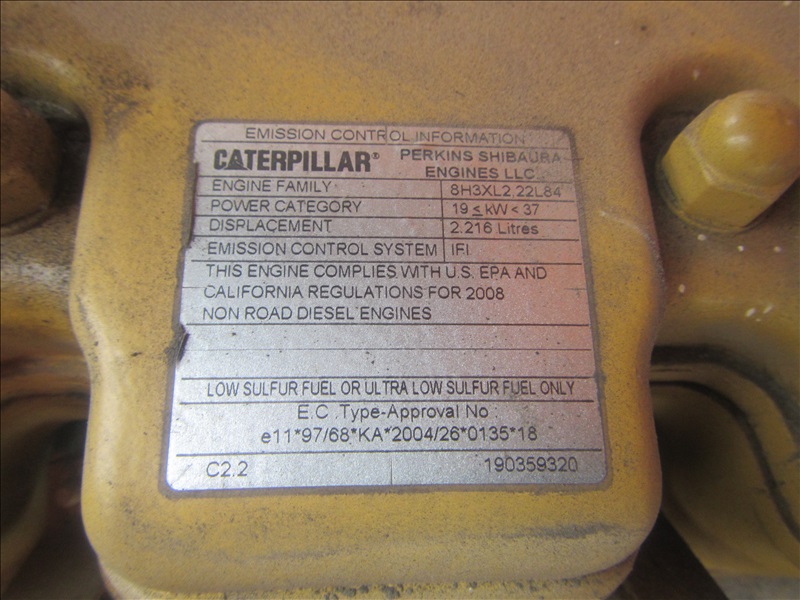 EMISSION CONTROL INFORMATION
CATERPILLAR® PERKINS SHIBAURA
ENGINES LLC
ENGINE FAMILY 8H3XL2.22L84
POWER CATEGORY 19 ≤ kW < 37
DISPLACEMENT 2.216 Litres
EMISSION CONTROL SYSTEM IFI
THIS ENGINE COMPLIES WITH U.S. EPA AND
CALIFORNIA REGULATIONS FOR 2008
NON ROAD DIESEL ENGINES
LOW SULFUR FUEL OR ULTRA LOW SULFUR FUEL ONLY
E.C. Type-Approval No :
e11*97/68*KA*2004/26*0135*18
C2.2 190359320